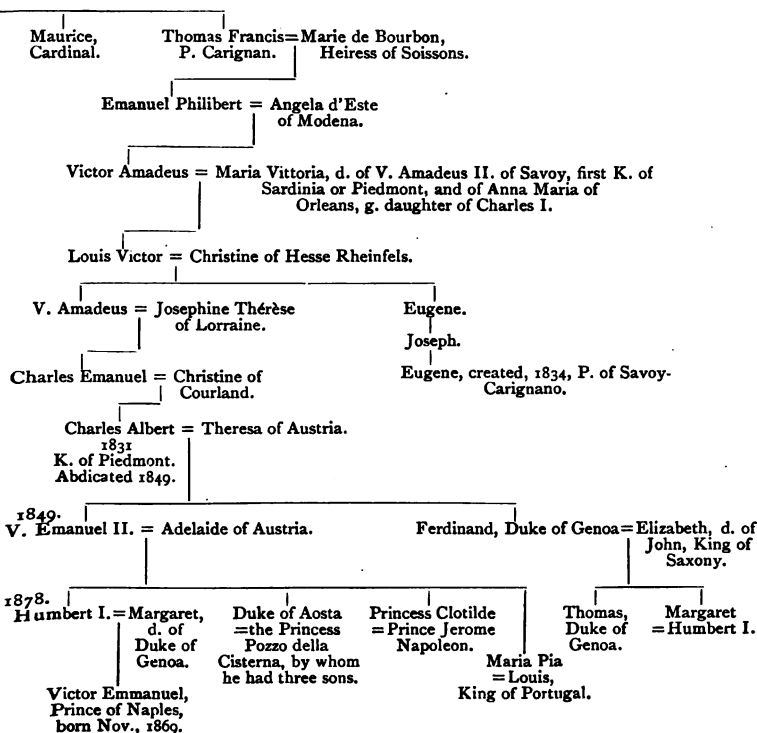 Maurice,
Cardinal.
Thomas Francis=Marie de Bourbon,
P. Carignan. Heiress of Soissons.
Emanuel Philibert = Angela d'Este
of Modena.
Victor Amadeus = Maria Vittoria, d. of V. Amadeus II. of Savoy, first K. of
Sardinia or Piedmont, and of Anna Maria of
Orleans, g. daughter of Charles I.
Louis Victor = Christine of Hesse Rheinfels.
V. Amadeus = Josephine Thérèse
of Lorraine.
Eugene.
Joseph.
Eugene, created, 1834, P. of Savoy-
Carignano.
Charles Emanuel = Christine of
Courland.
Charles Albert = Theresa of Austria.
1831
K. of Piedmont.
Abdicated 1849.
1849.
V. Emanuel II. = Adelaide of Austria.
Ferdinand, Duke of Genoa=Elizabeth, d. of
John, King of
Saxony.
1878.
Humbert I.=Margaret,
d. of
Duke of
Genoa.
Duke of Aosta
=the Princess
Pozzo della
Cisterna, by whom
he had three sons.
Princess Clotilde
=Prince Jerome
Napoleon.
Maria Pia
=Louis,
King of Portugal.
Thomas,
Duke of
Genoa.
Margaret
=Humbert I.
Victor Emmanuel,
Prince of Naples,
born Nov., 1869.